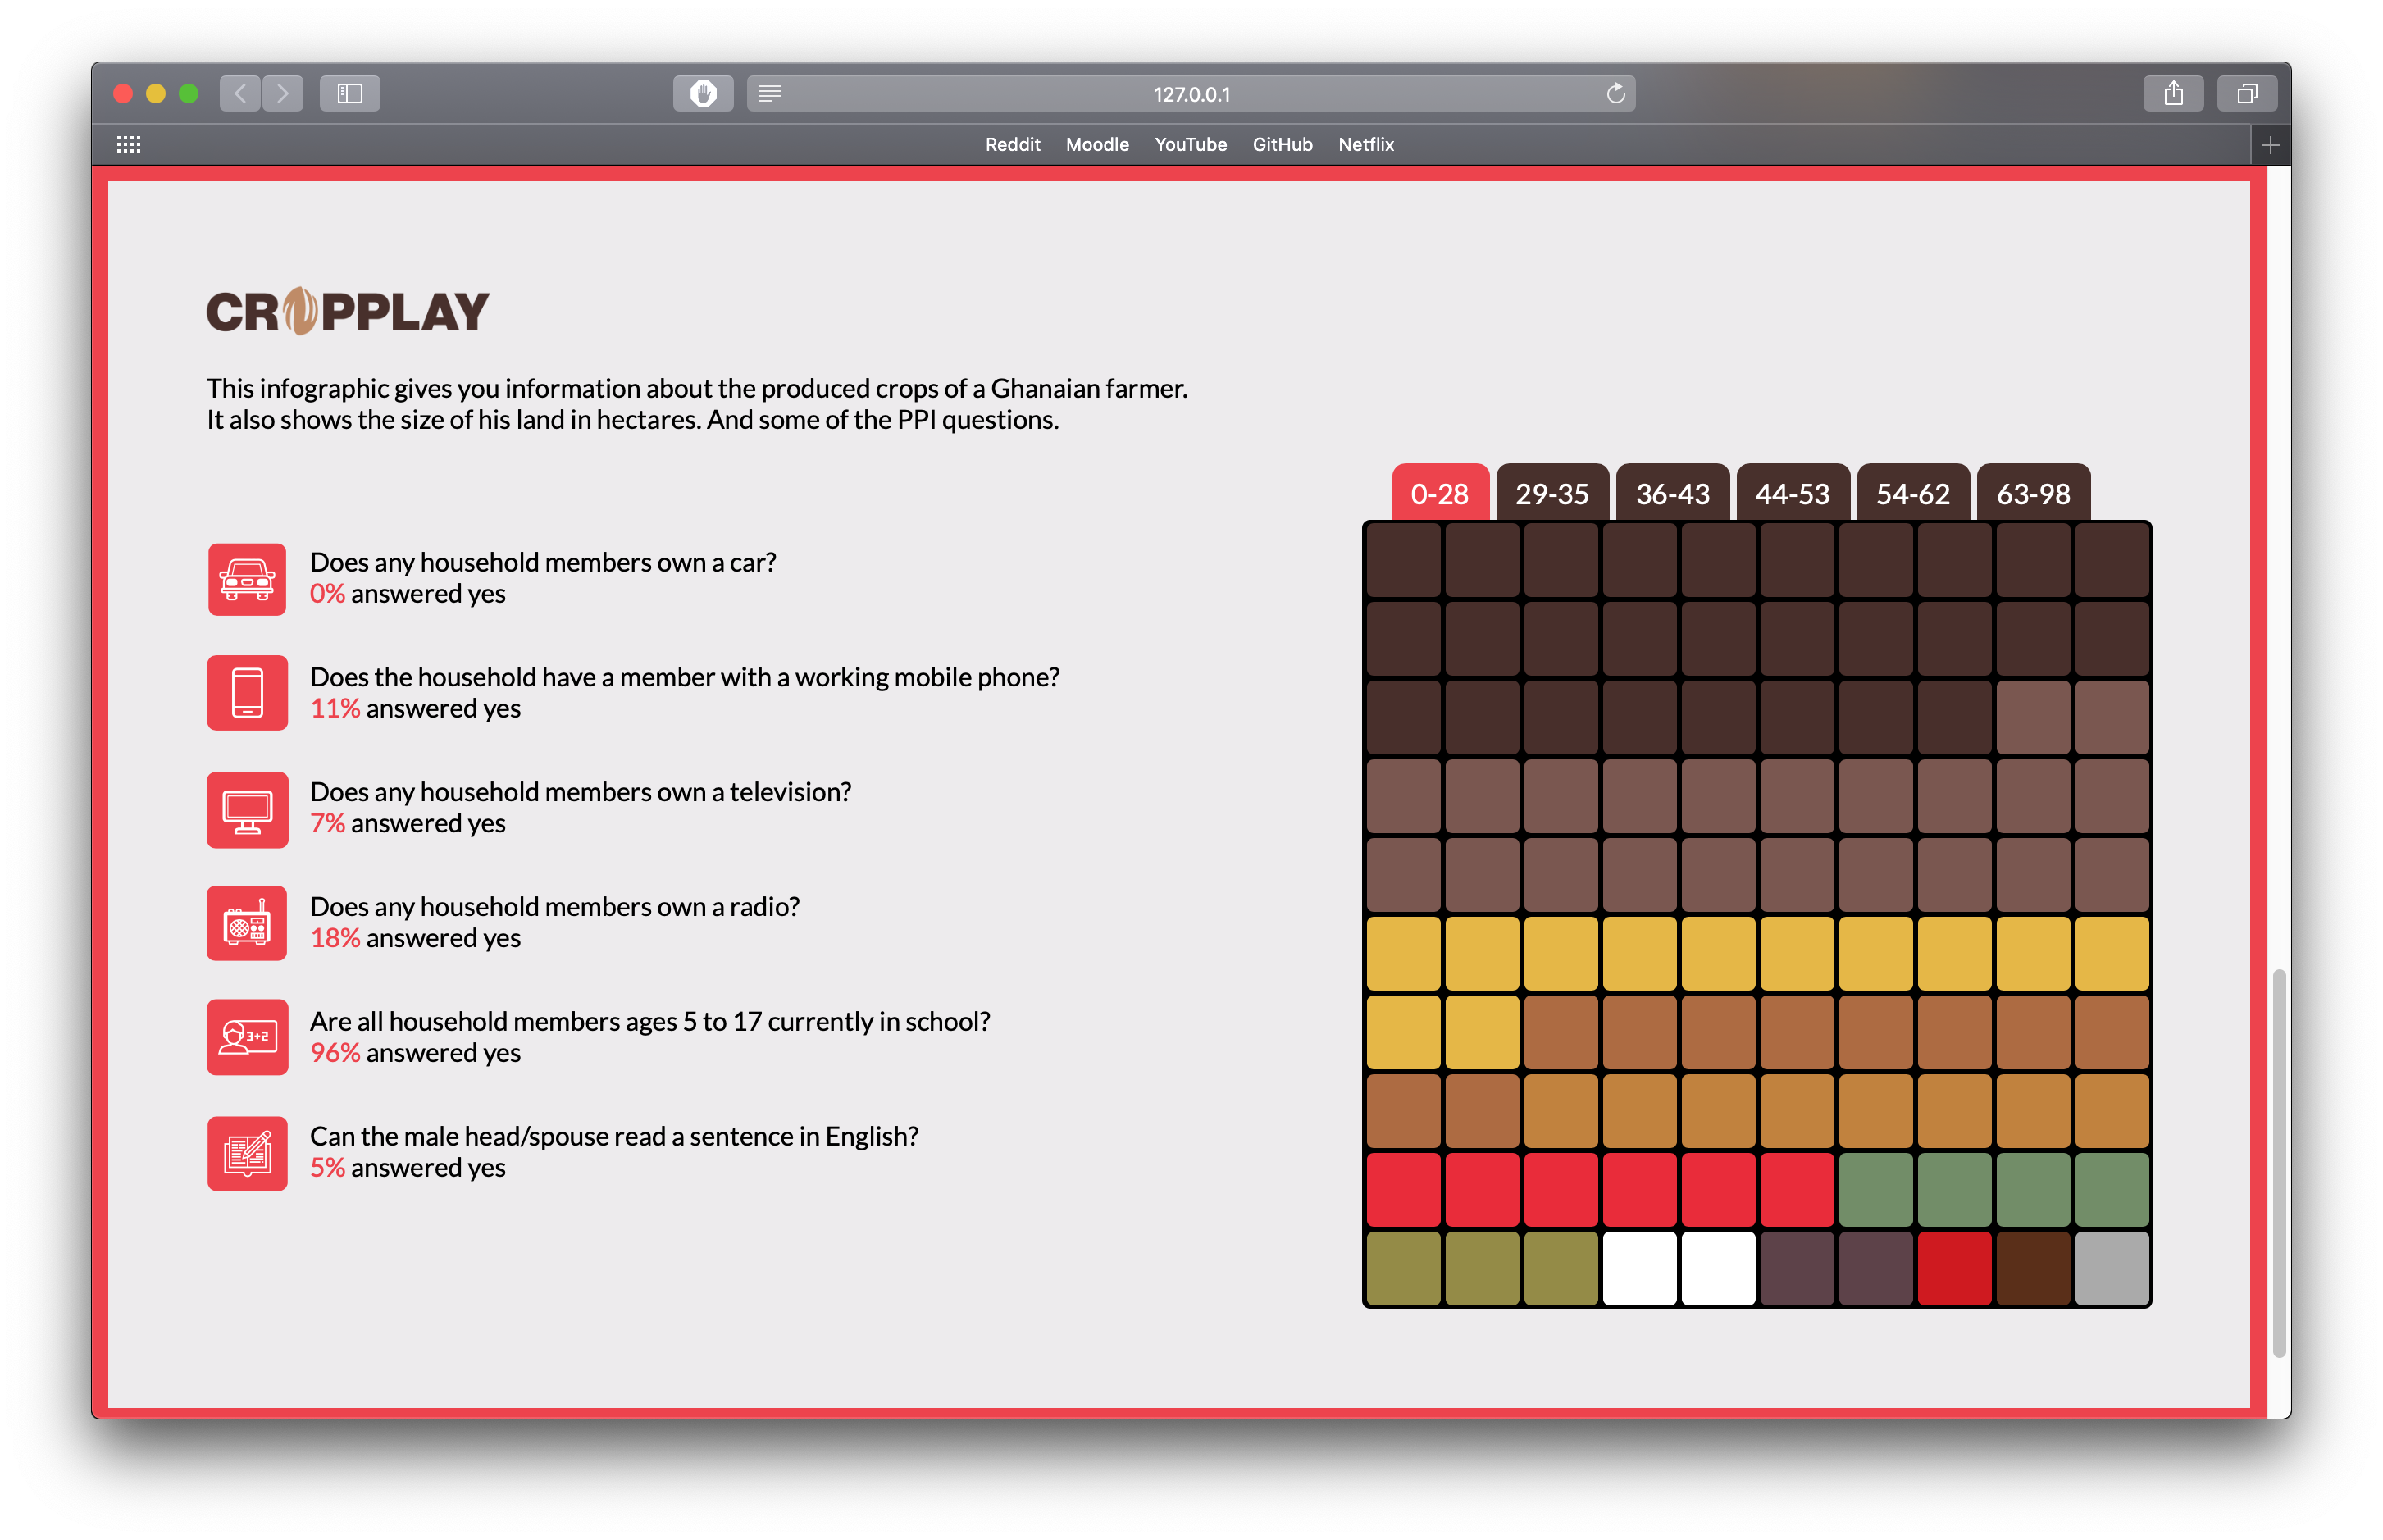 127.0.0.1
Reddit Moodle YouTube GitHub Netflix
CROPPLAY
This infographic gives you information about the produced crops of a Ghanaian farmer.
It also shows the size of his land in hectares. And some of the PPI questions.
0-28 29-35 36-43 44-53 54-62 63-98
Does any household members own a car?
0% answered yes
Does the household have a member with a working mobile phone?
11% answered yes
Does any household members own a television?
7% answered yes
Does any household members own a radio?
18% answered yes
3+2
Are all household members ages 5 to 17 currently in school?
96% answered yes
Can the male head/spouse read a sentence in English?
5% answered yes